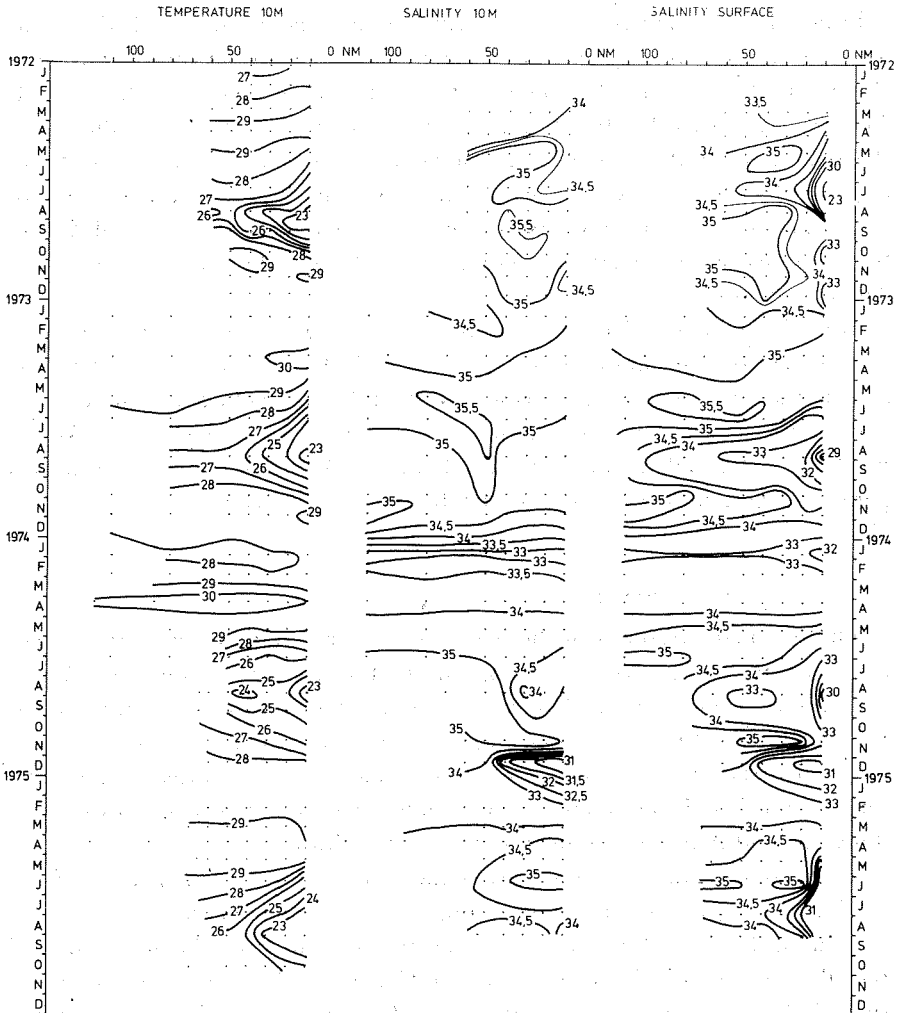 TEMPERATURE 10M SALINITY 10M SALINITY SURFACE
100 50 0 NM 100 50 0 NM 100 50 0 NM
1972 1972
J 27 J
F 28 34 33,5 F
M 29 M
A A
M 29 34 35 M
J 28 35 34 30 J
J 27 34,5 23 J
A 26 23 34,5 A
S 26 35,5 35 S
O 28 33 O
N 29 29 35 34 N
D 35 34,5 34,5 33 D
1973 1973
J 34,5 J
F 34,5 F
M 35 M
A 30 35 A
M 29 M
J 28 35,5 35,5 J
J 27 35 35 J
A 25 23 35 34,5 34 33 29 A
S 27 26 32 S
O 28 O
N 29 35 35 N
D 34,5 34,5 34 D
1974 34 1974
J 28 33,5 33 33 32 J
F 33 33,5 33 F
M 29 M
A 30 34 34 A
M 29 28 34,5 M
J 27 26 35 34,5 35 34,5 33 J
J 25 34 J
A 24 23 34 33 30 A
S 25 S
O 26 35 34 33 O
N 27 35 N
D 28 34 31 31,5 34 31 D
1975 32 32,5 1975
J 33 32 J
F 33 F
M 29 34 34 M
A 34,5 34,5 A
M 29 M
J 28 24 35 35 35 J
J 27 25 34,5 34 31 J
A 26 23 34,5 34 34 A
S S
O O
N N
D D